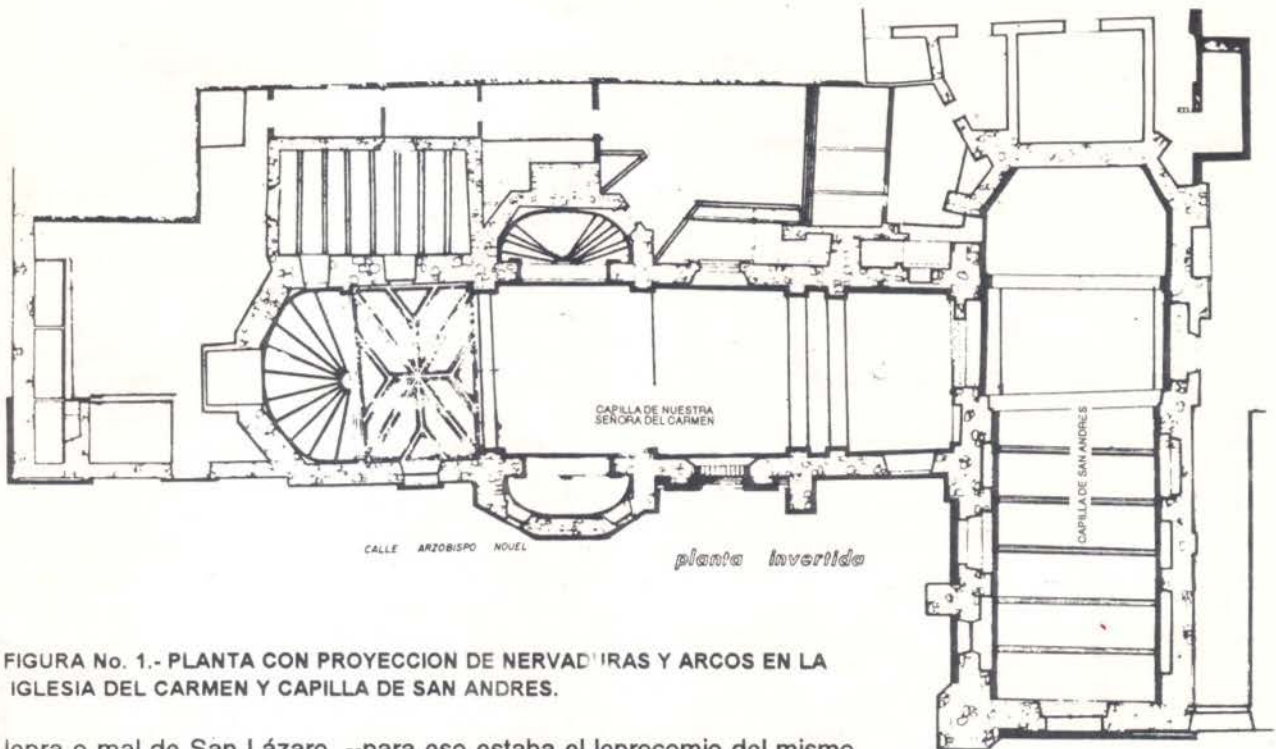 CAPILLA DE NUESTRA
SEÑORA DEL CARMEN
CAPILLA DE SAN ANDRES
CALLE ARZOBISPO NOUEL
planta invertida
FIGURA No. 1.- PLANTA CON PROYECCION DE NERVADURAS Y ARCOS EN LA
IGLESIA DEL CARMEN Y CAPILLA DE SAN ANDRES.
lepra o mal de San Lázaro, --para eso estaba el leprocomio del mismo